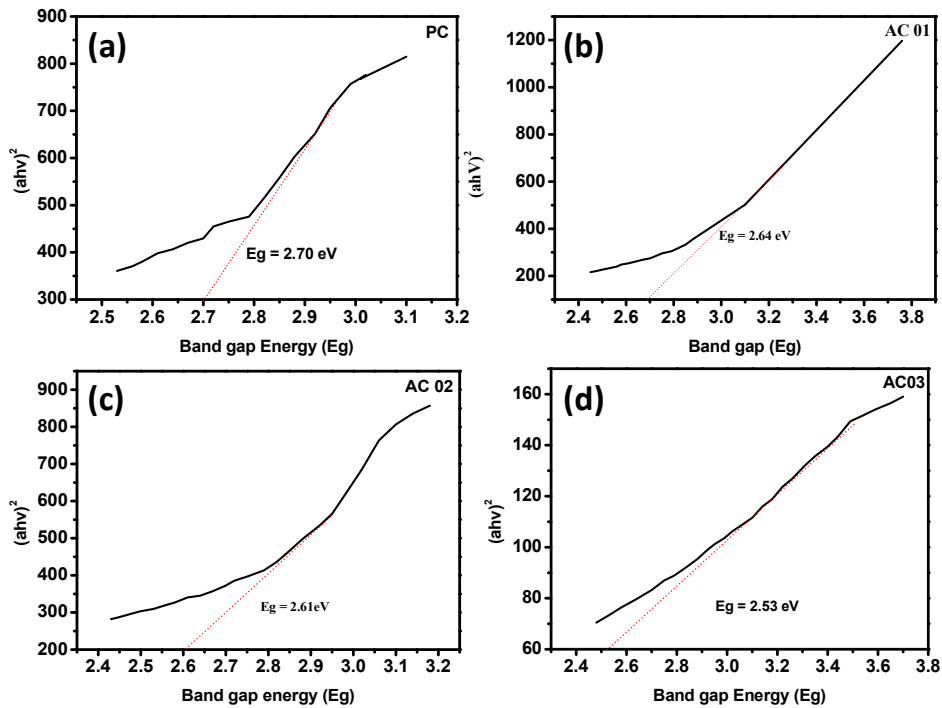 (a)
PC
900
800
700
600
500
400
300
(ahv)²
Eg = 2.70 eV
2.5 2.6 2.7 2.8 2.9 3.0 3.1 3.2
Band gap Energy (Eg)
(b)
AC 01
1200
1000
800
600
400
200
(ahV)²
Eg = 2.64 eV
2.4 2.6 2.8 3.0 3.2 3.4 3.6 3.8
Band gap (Eg)
(c)
AC 02
900
800
700
600
500
400
300
200
(ahv)²
Eg = 2.61eV
2.4 2.5 2.6 2.7 2.8 2.9 3.0 3.1 3.2
Band gap energy (Eg)
(d)
AC03
160
140
120
100
80
60
(ahv)²
Eg = 2.53 eV
2.4 2.6 2.8 3.0 3.2 3.4 3.6 3.8
Band gap Energy (Eg)